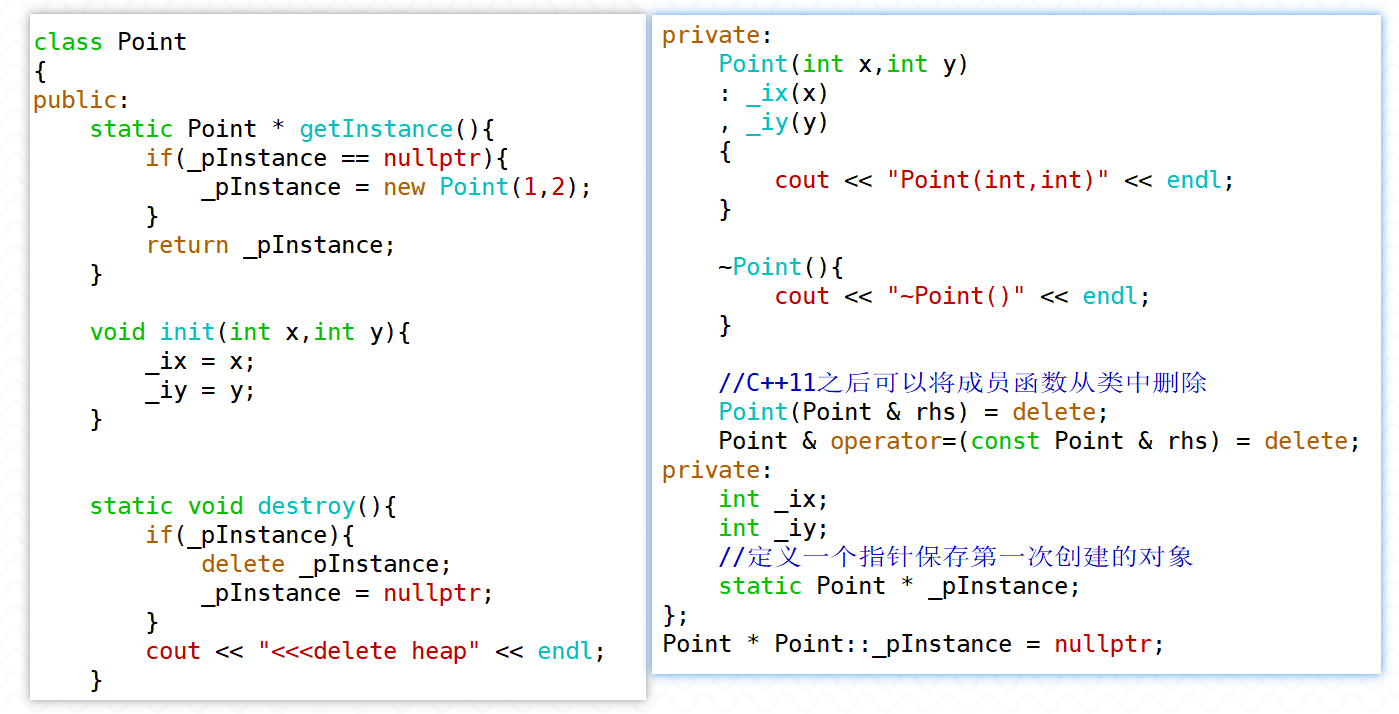 class Point
{
public:
    static Point * getInstance(){
        if(_pInstance == nullptr){
            _pInstance = new Point(1,2);
        }
        return _pInstance;
    }
    void init(int x,int y){
        _ix = x;
        _iy = y;
    }
    static void destroy(){
        if(_pInstance){
            delete _pInstance;
            _pInstance = nullptr;
        }
        cout << "<<<delete heap" << endl;
    }
private:
    Point(int x,int y)
    : _ix(x)
    , _iy(y)
    {
        cout << "Point(int,int)" << endl;
    }
    ~Point(){
        cout << "~Point()" << endl;
    }
    //C++11之后可以将成员函数从类中删除
    Point(Point & rhs) = delete;
    Point & operator=(const Point & rhs) = delete;
private:
    int _ix;
    int _iy;
    //定义一个指针保存第一次创建的对象
    static Point * _pInstance;
};
Point * Point::_pInstance = nullptr;